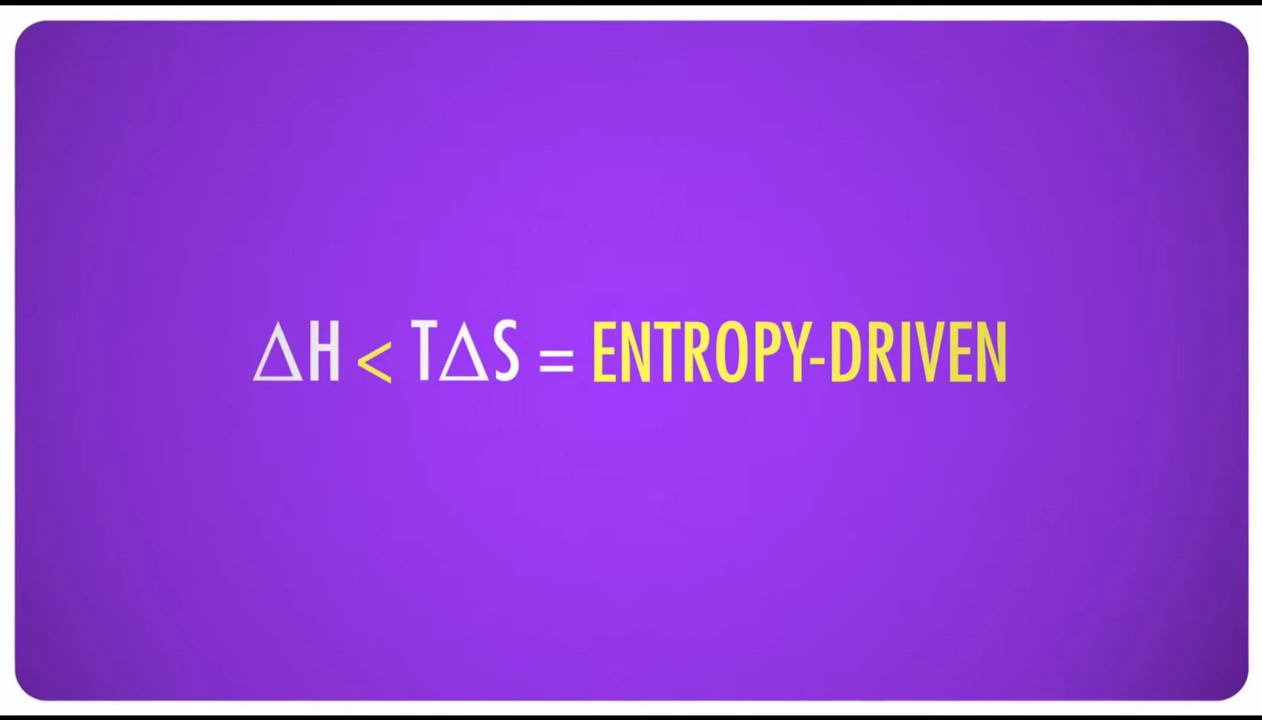 ΔH < TΔS = ENTROPY-DRIVEN